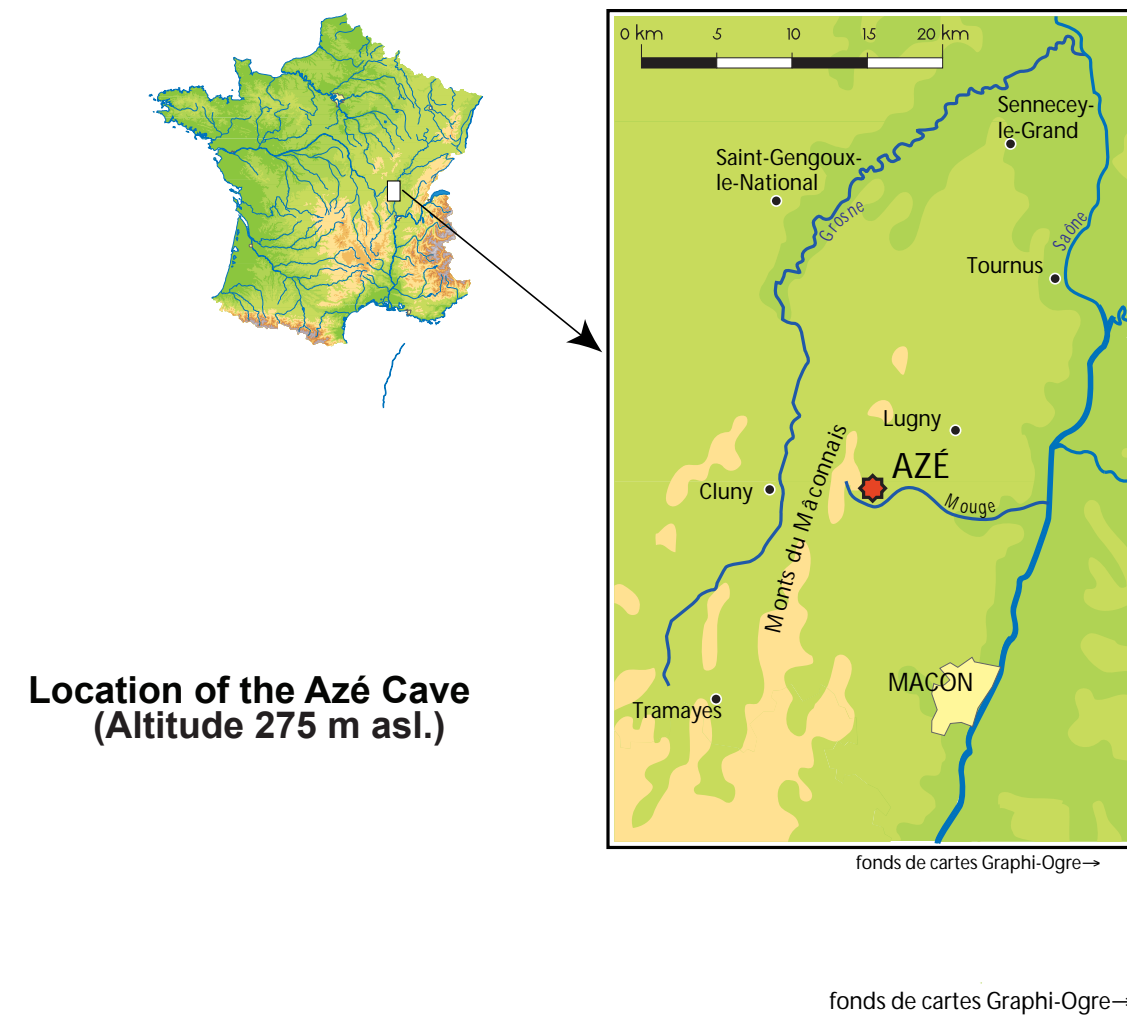 0 km 5 10 15 20 km
Sennecey-
le-Grand
Saint-Gengoux-
le-National
Grosne
Saône
Tournus
Lugny
AZÉ
Cluny
Mouge
Monts du Mâconnais
MACON
Tramayes
Location of the Azé Cave
(Altitude 275 m asl.)
fonds de cartes Graphi-Ogre→
fonds de cartes Graphi-Ogre→